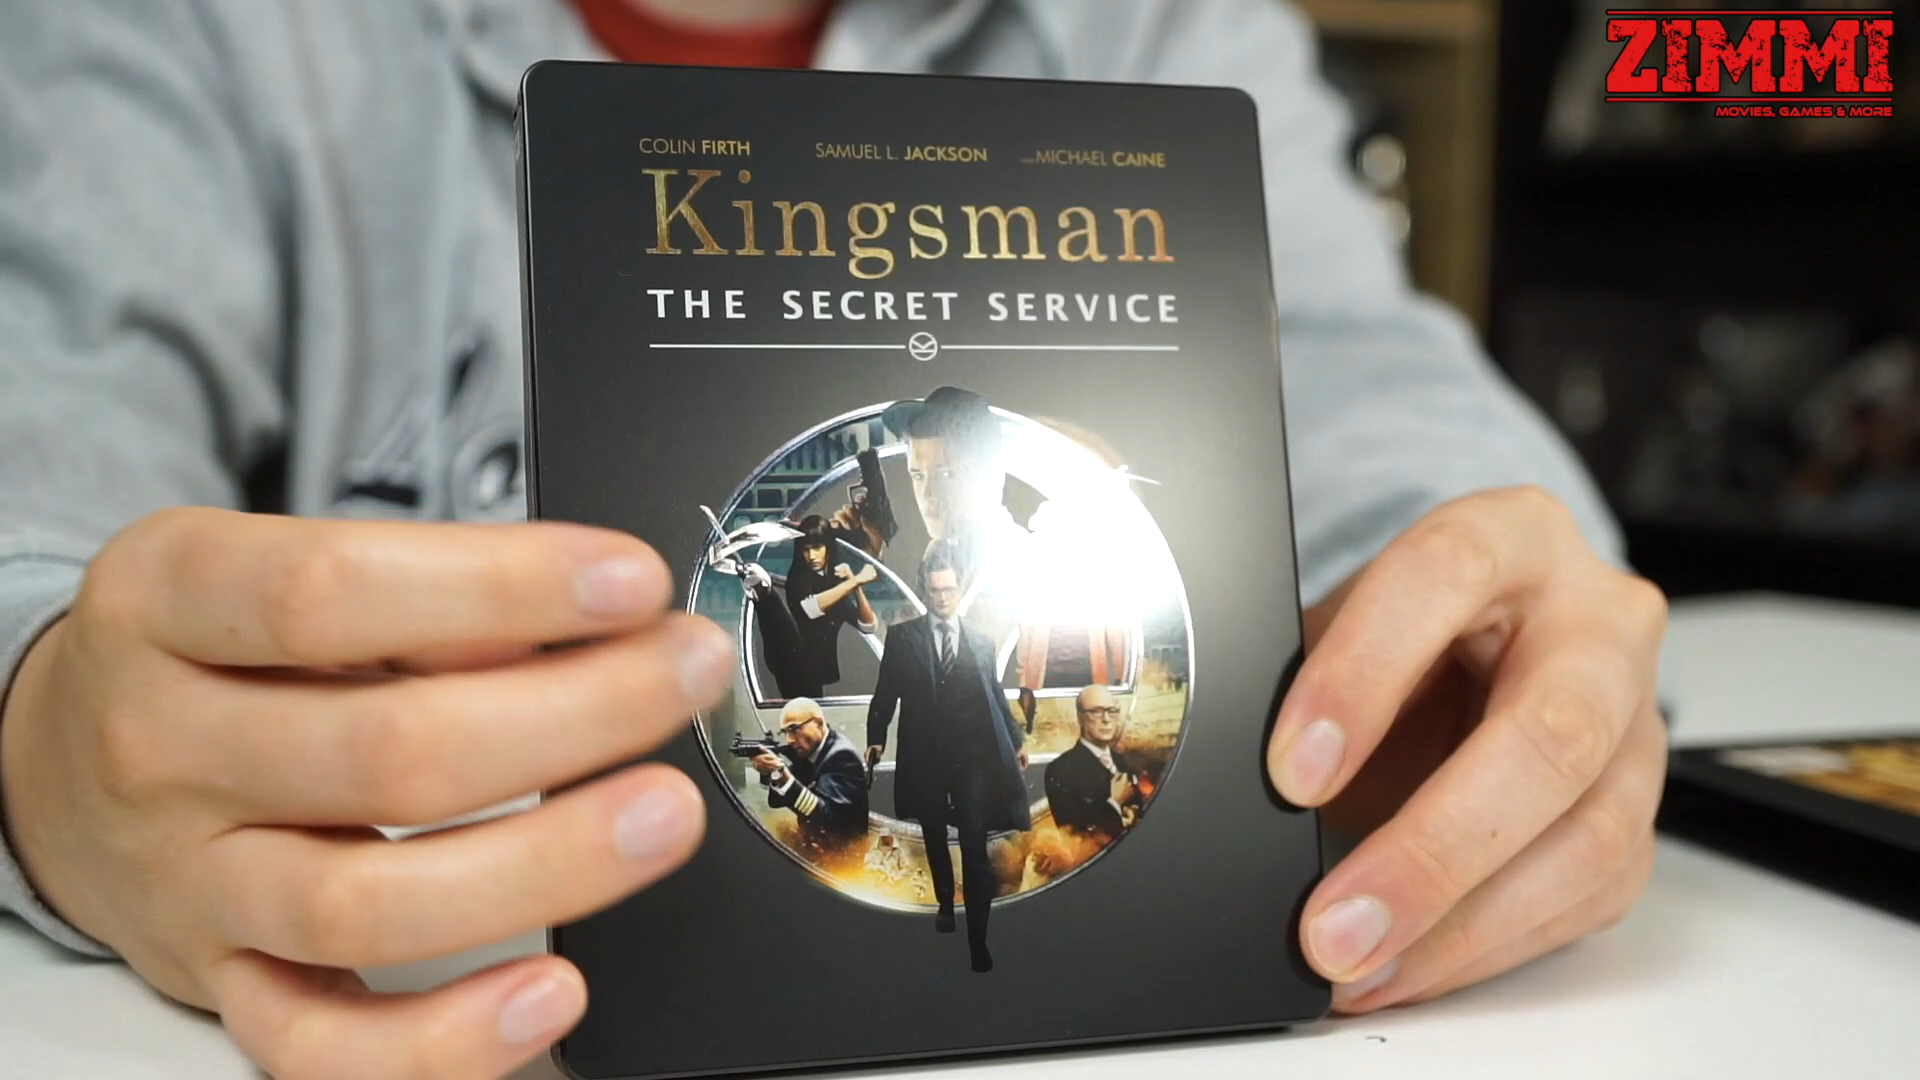 ZIMMI
MOVIES, GAMES & MORE
COLIN FIRTH SAMUEL L. JACKSON MICHAEL CAINE
Kingsman
THE SECRET SERVICE